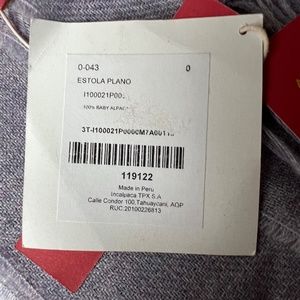 0-043 0
ESTOLA PLANO
100% BABY ALPACA
119122
Made in Peru
Incalpaca TPX S.A
Calle Condor 100,Tahuaycani, AQP
RUC:20100226813